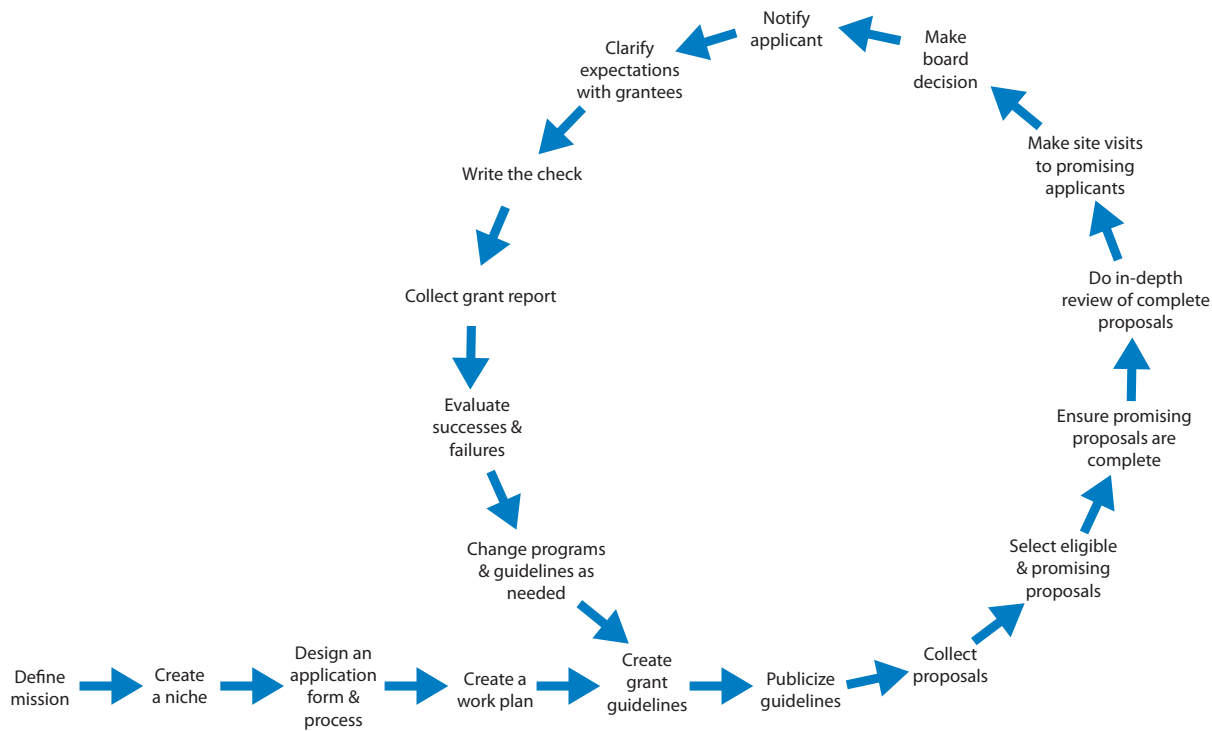 Define
mission
Create
a niche
Design an
application
form &
process
Create a
work plan
Create
grant
guidelines
Publicize
guidelines
Collect
proposals
Select eligible
& promising
proposals
Ensure promising
proposals are
complete
Do in-depth
review of complete
proposals
Make site visits
to promising
applicants
Make
board
decision
Notify
applicant
Clarify
expectations
with grantees
Write the check
Collect grant report
Evaluate
successes &
failures
Change programs
& guidelines as
needed